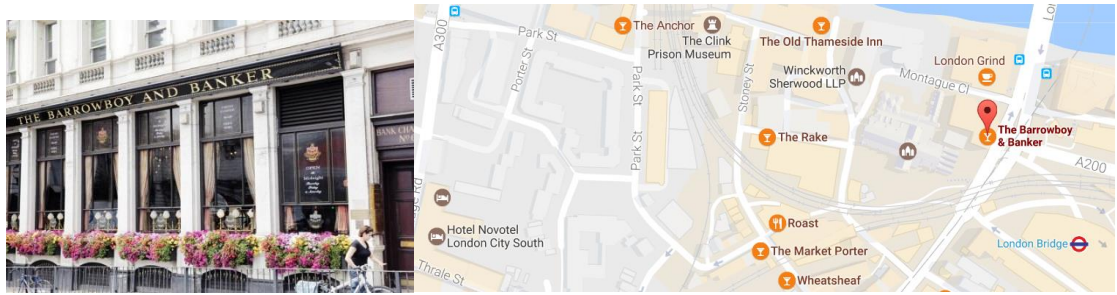 THE BARROWBOY AND BANKER
BANK CHA
A300
Park St
The Anchor
The Clink
Prison Museum
The Old Thameside Inn
Porter St
Park St
Stoney St
Winckworth
Sherwood LLP
London Grind
Montague Cl
The Rake
The Barrowboy
& Banker
A200
Park St
Hotel Novotel
London City South
Roast
The Market Porter
London Bridge
Thrale St
Wheatsheaf